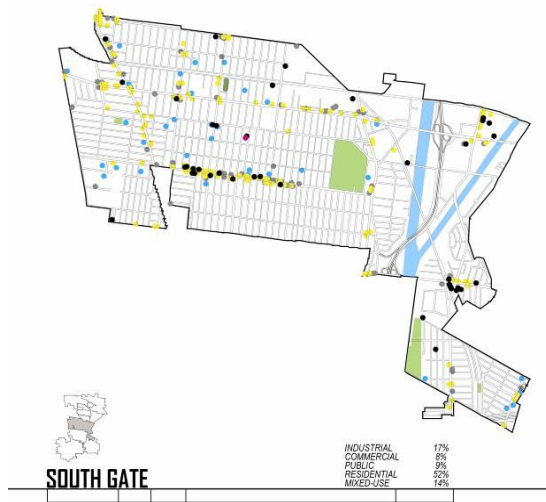 INDUSTRIAL 17%
COMMERCIAL 8%
PUBLIC 9%
RESIDENTIAL 52%
MIXED-USE 14%
SOUTH GATE